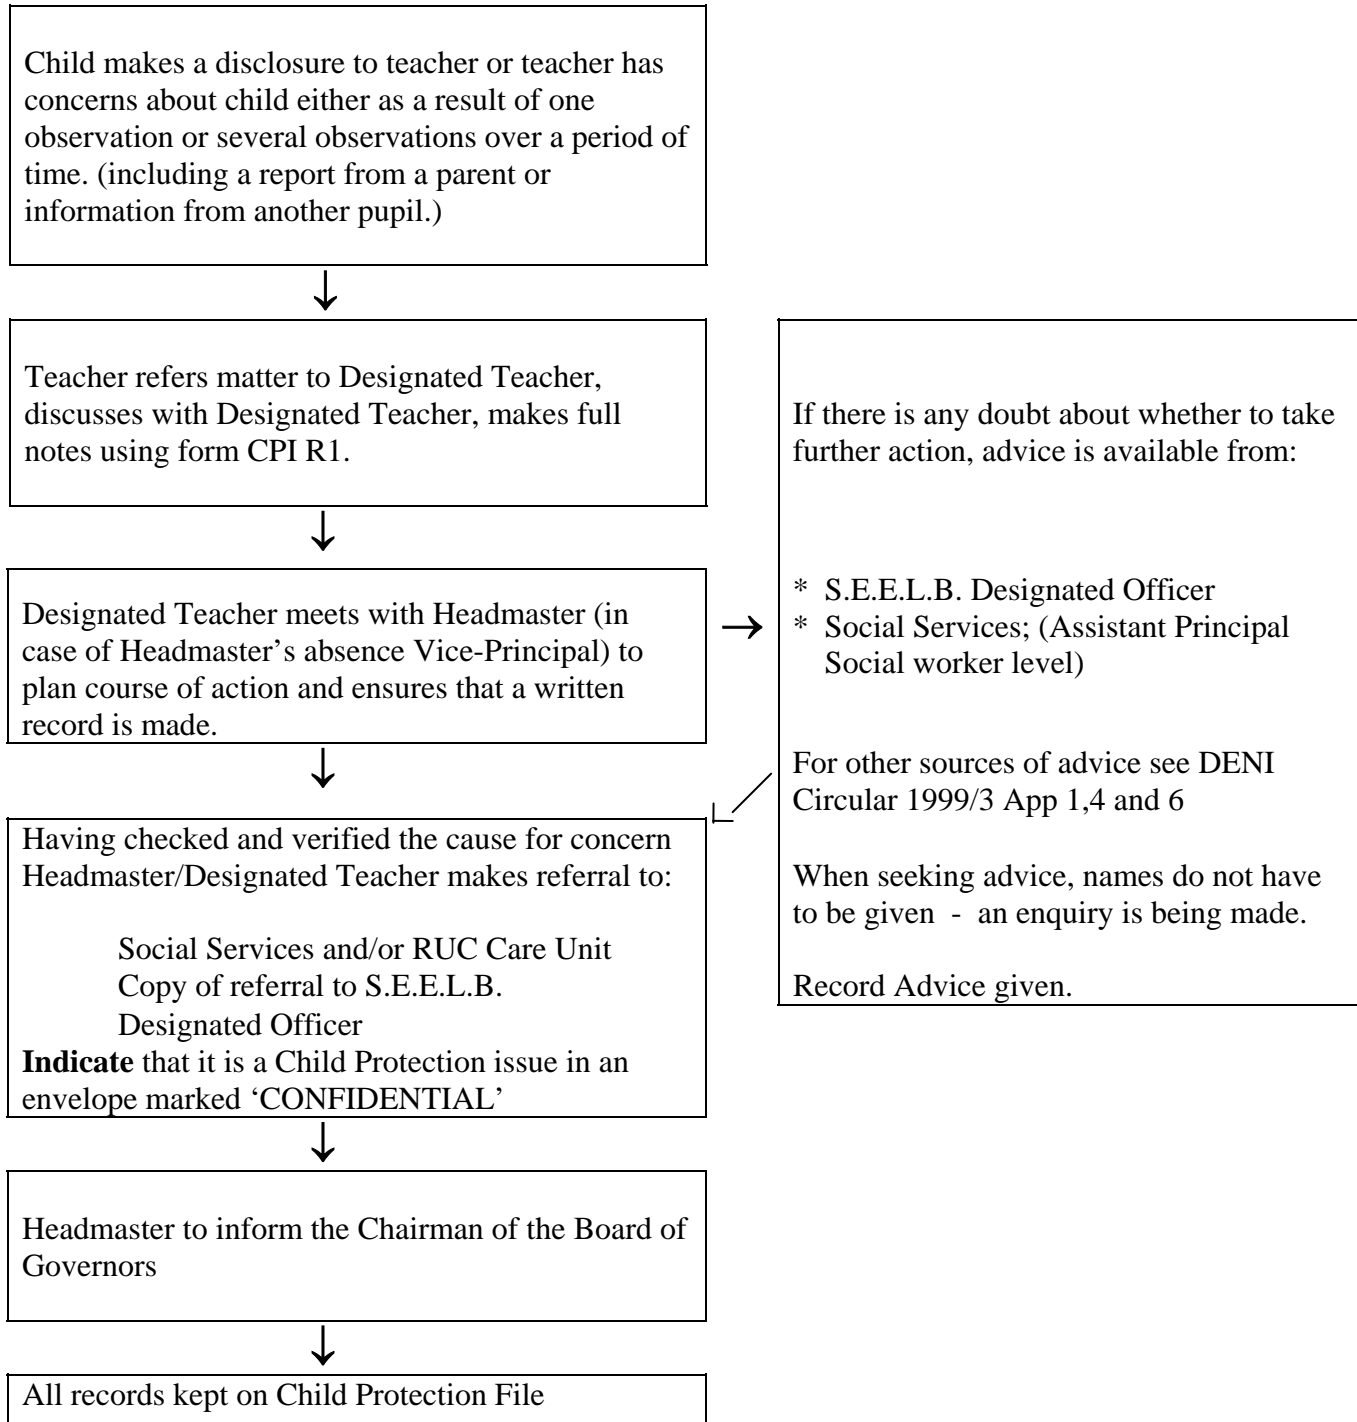 Child makes a disclosure to teacher or teacher has
concerns about child either as a result of one
observation or several observations over a period of
time. (including a report from a parent or
information from another pupil.)
Teacher refers matter to Designated Teacher,
discusses with Designated Teacher, makes full
notes using form CPI R1.
Designated Teacher meets with Headmaster (in
case of Headmaster’s absence Vice-Principal) to
plan course of action and ensures that a written
record is made.
If there is any doubt about whether to take
further action, advice is available from:
* S.E.E.L.B. Designated Officer
* Social Services; (Assistant Principal
Social worker level)
For other sources of advice see DENI
Circular 1999/3 App 1,4 and 6
When seeking advice, names do not have
to be given - an enquiry is being made.
Record Advice given.
Having checked and verified the cause for concern
Headmaster/Designated Teacher makes referral to:
Social Services and/or RUC Care Unit
Copy of referral to S.E.E.L.B.
Designated Officer
Indicate that it is a Child Protection issue in an
envelope marked ‘CONFIDENTIAL’
Headmaster to inform the Chairman of the Board of
Governors
All records kept on Child Protection File